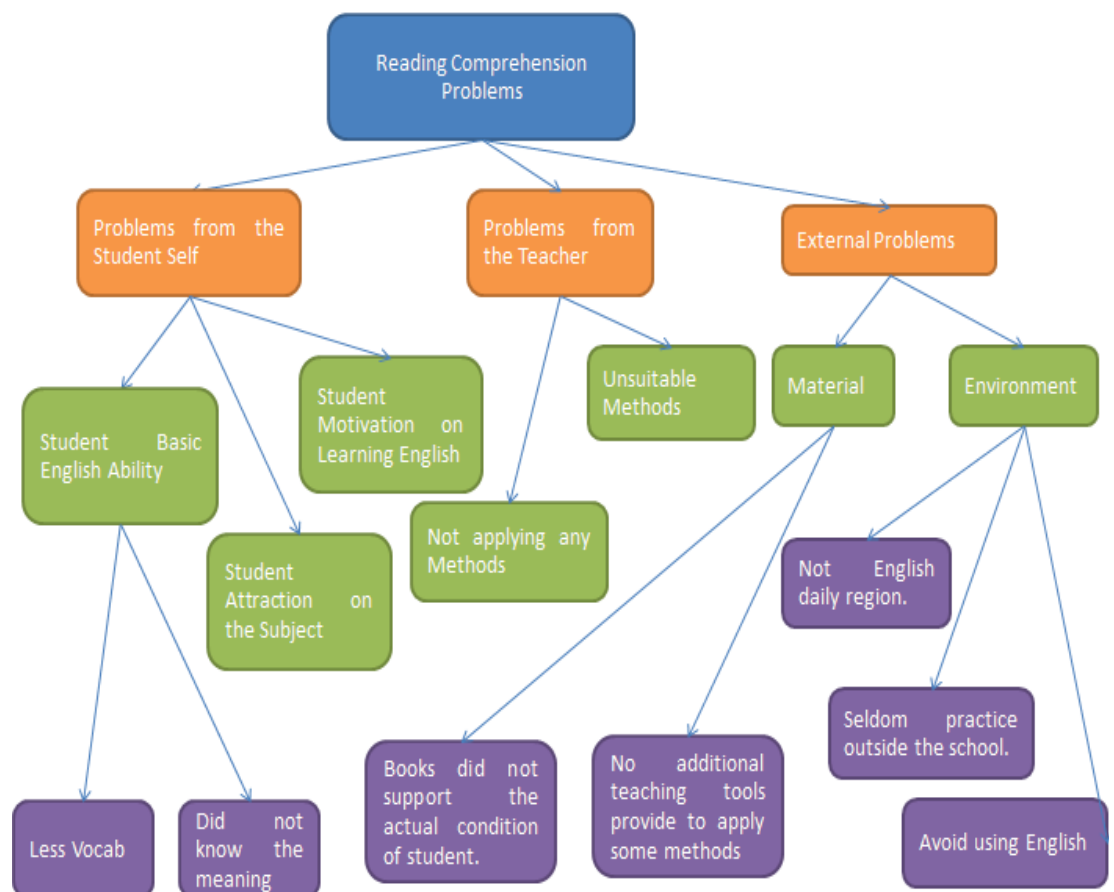 Reading Comprehension
Problems
Problems from the
Student Self
Problems from
the Teacher
External Problems
Student Basic
English Ability
Student
Attraction on
the Subject
Student
Motivation on
Learning English
Not applying any
Methods
Unsuitable
Methods
Material
Environment
Less Vocab
Did not
know the
meaning
Books did not
support the
actual condition
of student.
No additional
teaching tools
provide to apply
some methods
Not English
daily region.
Seldom practice
outside the school.
Avoid using English